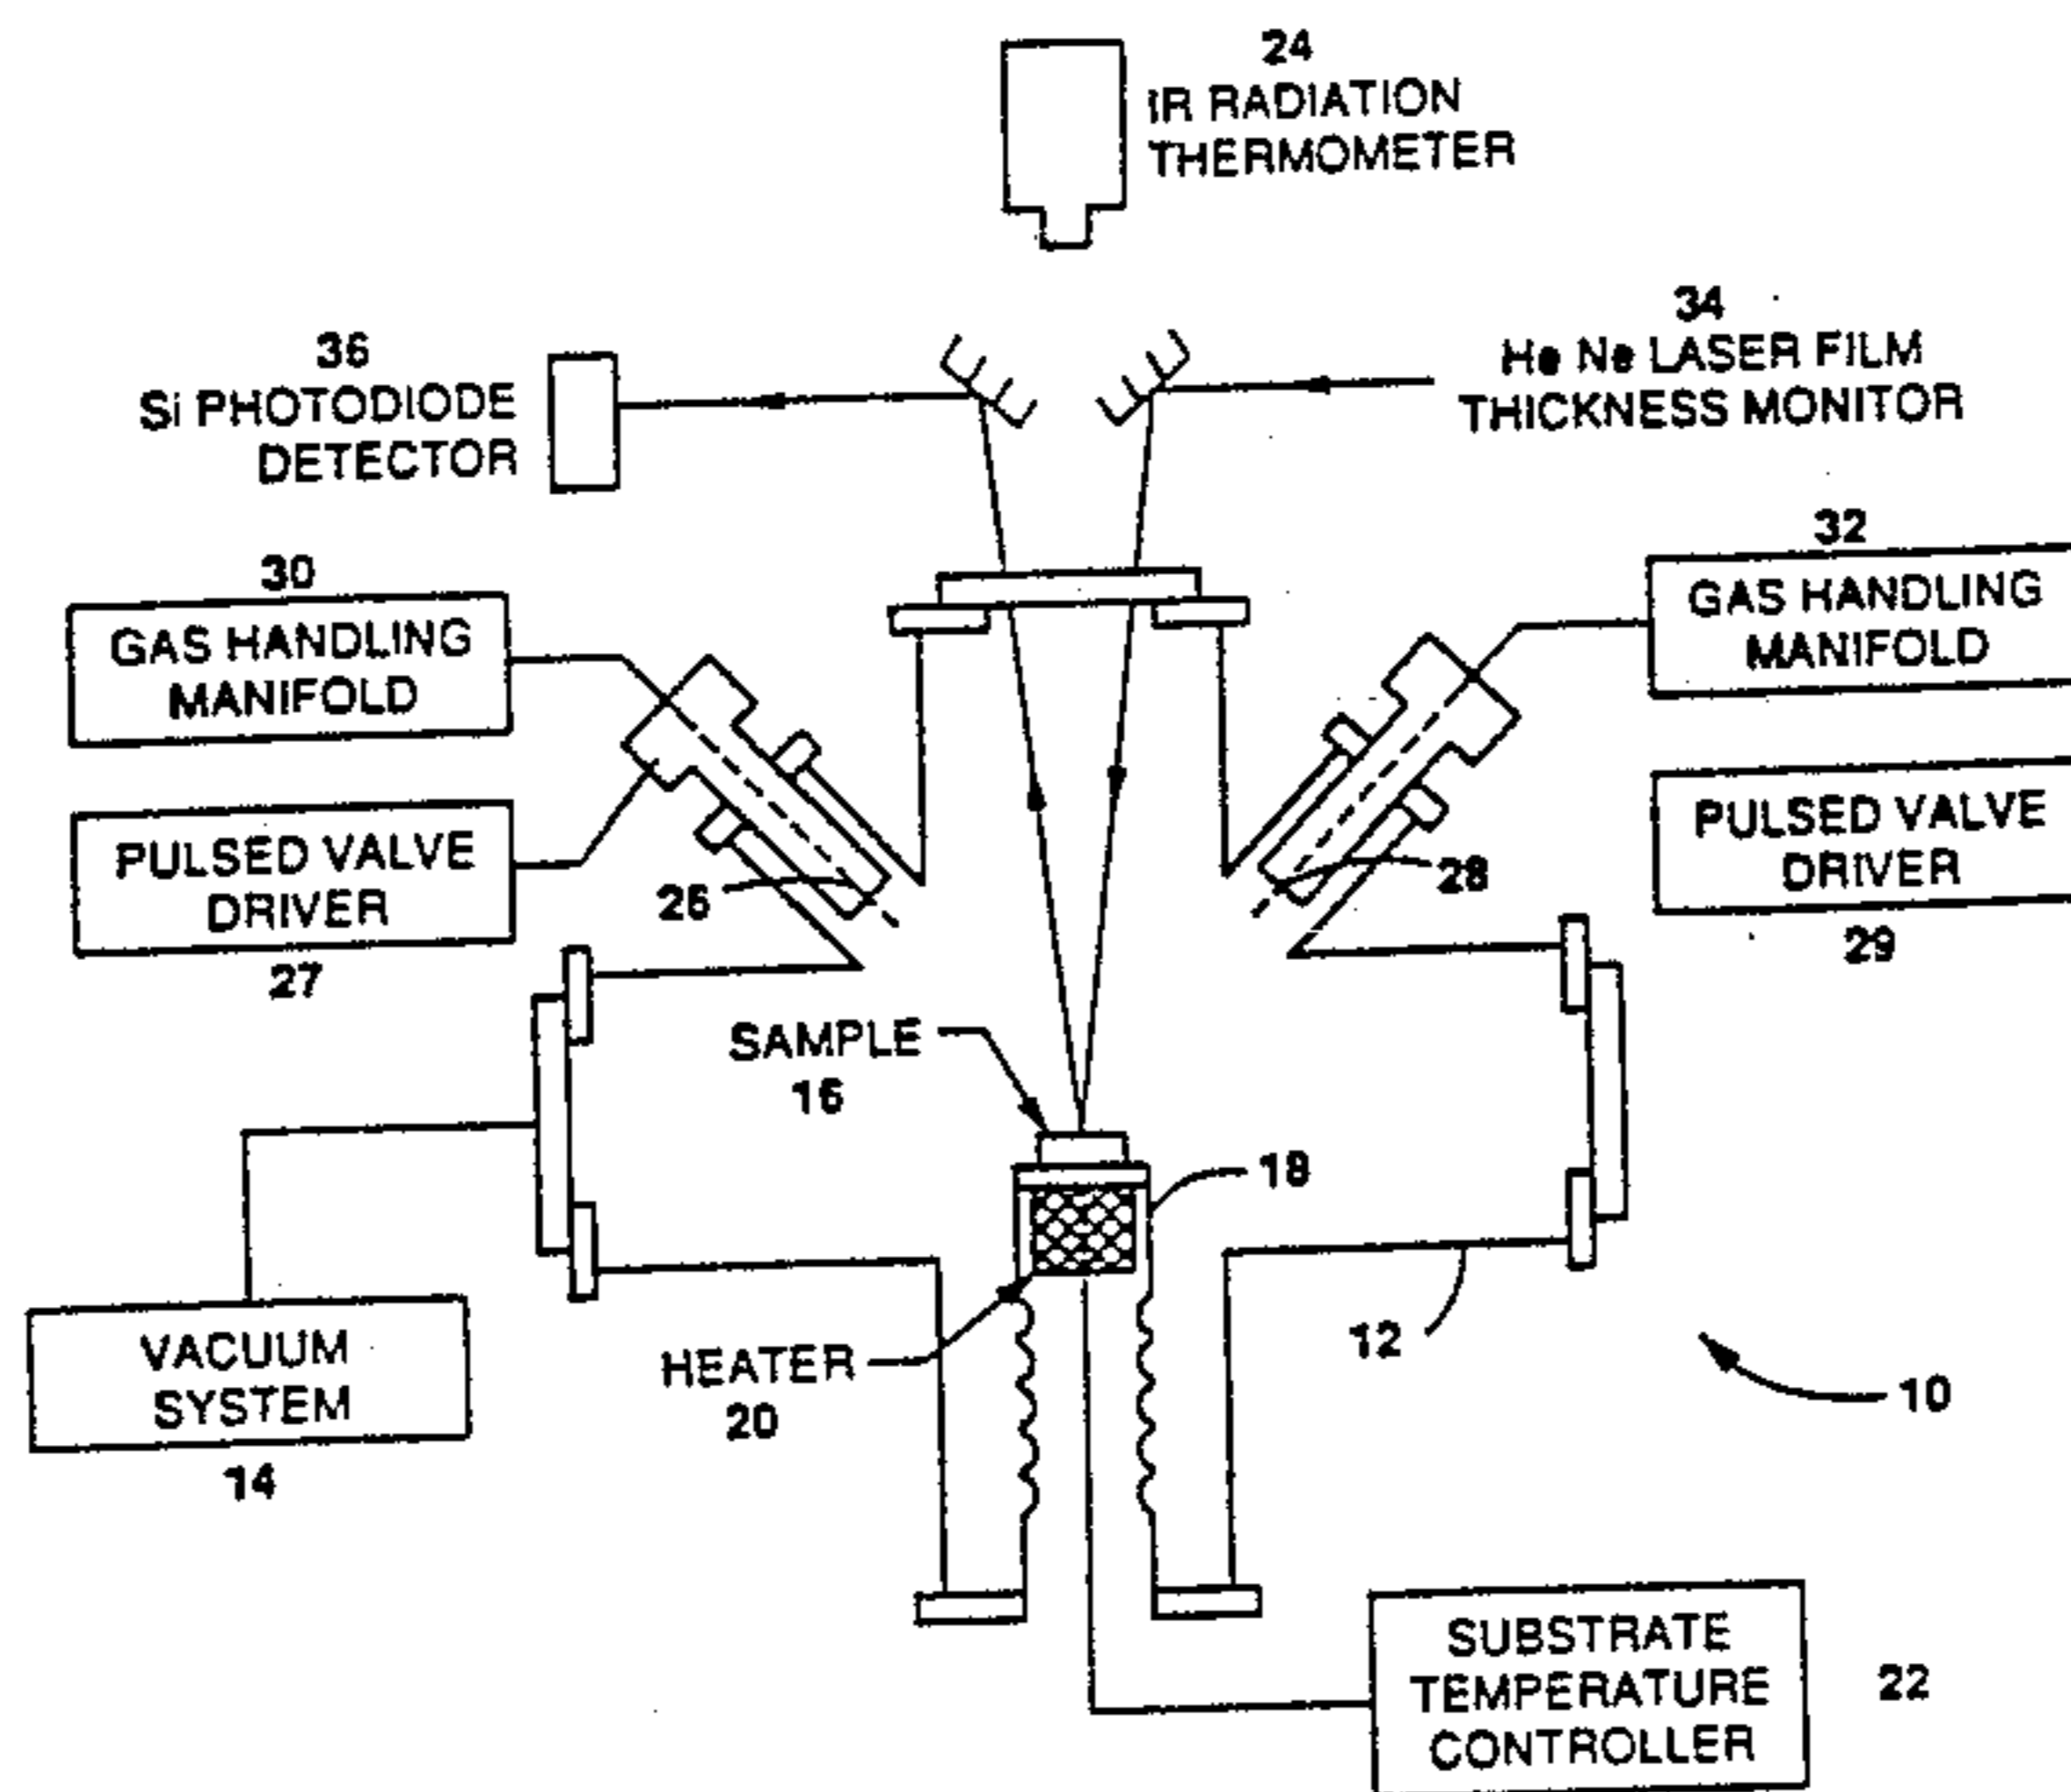 24
IR RADIATION
THERMOMETER
34
He Ne LASER FILM
THICKNESS MONITOR
36
Si PHOTODIODE
DETECTOR
32
GAS HANDLING
MANIFOLD
30
GAS HANDLING
MANIFOLD
PULSED VALVE
DRIVER
29
PULSED VALVE
DRIVER
27
26
28
SAMPLE
16
18
12
10
HEATER
20
VACUUM
SYSTEM
14
SUBSTRATE
TEMPERATURE
CONTROLLER
22